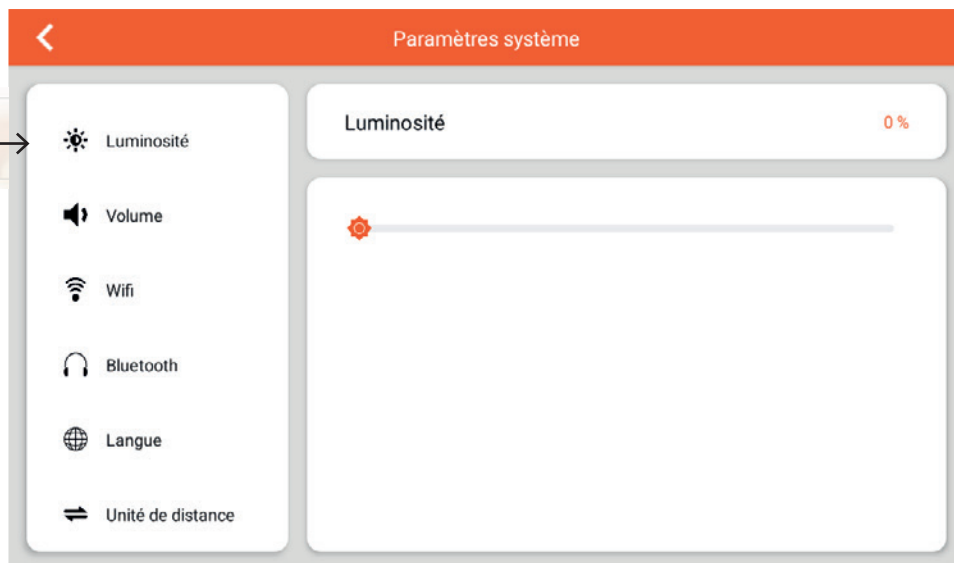 Paramètres système
Luminosité
Volume
Wifi
Bluetooth
Langue
Unité de distance
Luminosité
0 %